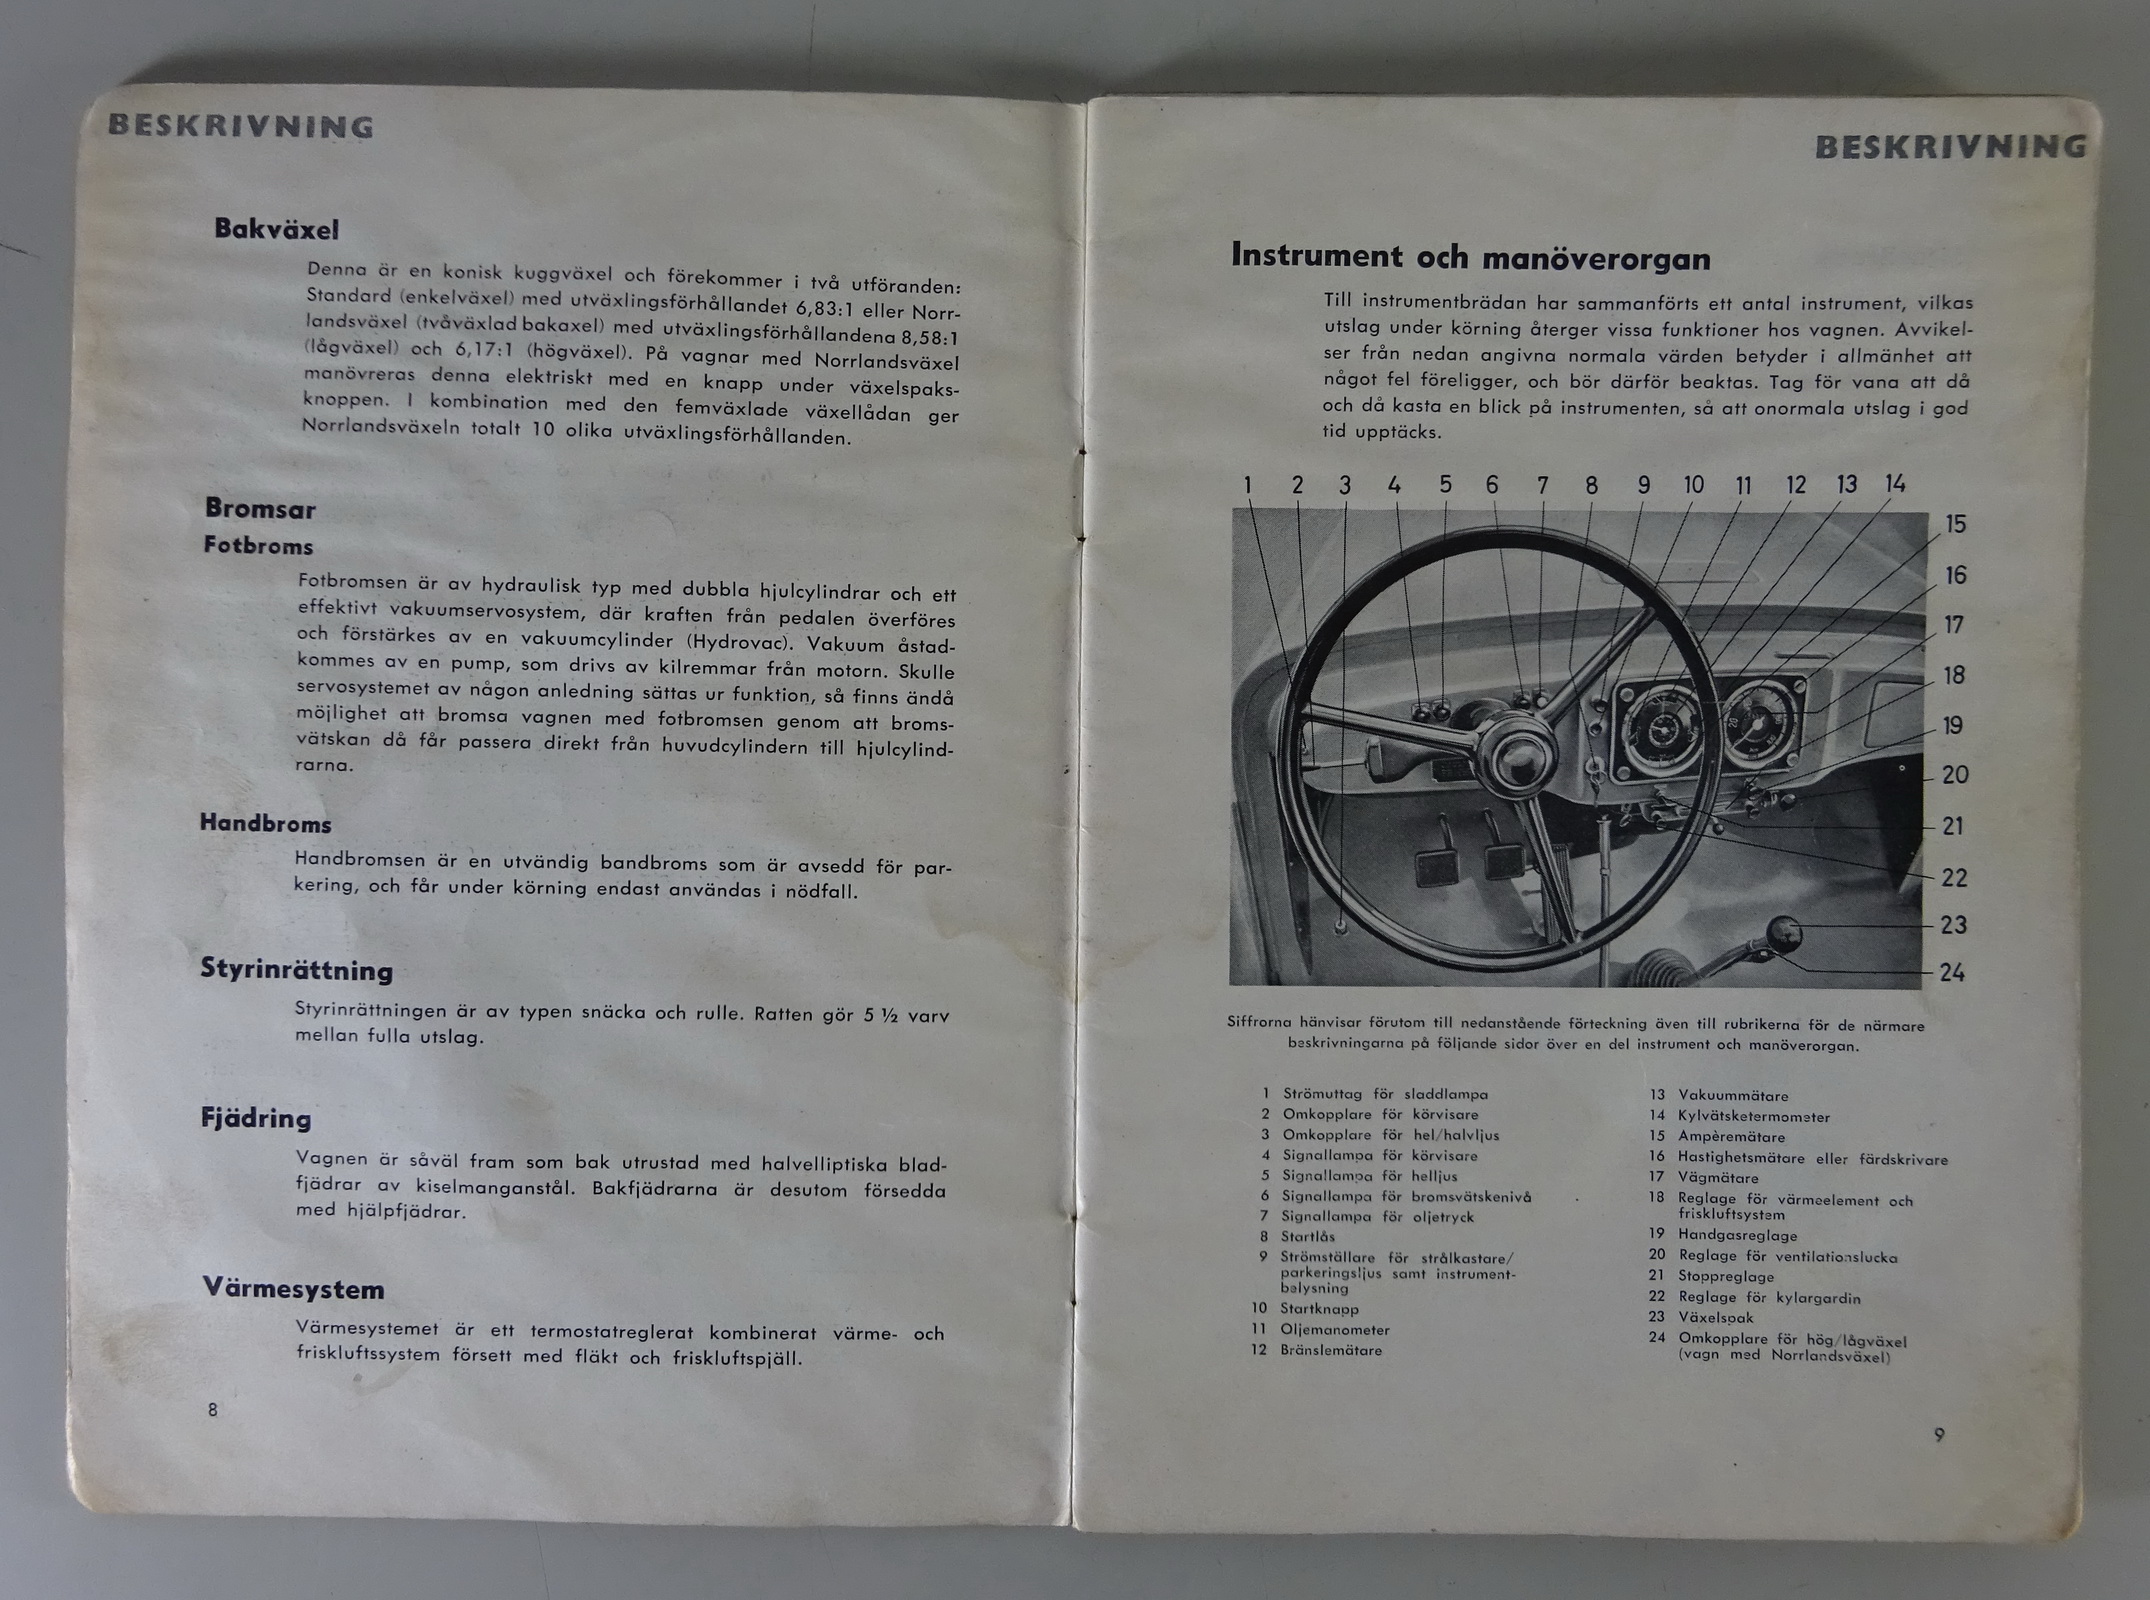 BESKRIVNING
Bakväxel
Denna är en konisk kuggväxel och förekommer i två utföranden:
Standard (enkelväxel) med utväxlingsförhållandet 6,83:1 eller Norr-
landsväxel (tvåväxlad bakaxel) med utväxlingsförhållandena 8,58:1
(lågväxel) och 6,17:1 (högväxel). På vagnar med Norrlandsväxel
manövreras denna elektriskt med en knapp under växelspaks-
knoppen. I kombination med den femväxlade växellådan ger
Norrlandsväxeln totalt 10 olika utväxlingsförhållanden.
Bromsar
Fotbroms
Fotbromsen är av hydraulisk typ med dubbla hjulcylindrar och ett
effektivt vakuumservosystem, där kraften från pedalen överföres
och förstärkes av en vakuumcylinder (Hydrovac). Vakuum åstad-
kommes av en pump, som drivs av kilremmar från motorn. Skulle
servosystemet av någon anledning sättas ur funktion, så finns ändå
möjlighet att bromsa vagnen med fotbromsen genom att broms-
vätskan då får passera direkt från huvudcylindern till hjulcylind-
rarna.
Handbroms
Handbromsen är en utvändig bandbroms som är avsedd för par-
kering, och får under körning endast användas i nödfall.
Styrinrättning
Styrinrättningen är av typen snäcka och rulle. Ratten gör 5 ½ varv
mellan fulla utslag.
Fjädring
Vagnen är såväl fram som bak utrustad med halvelliptiska blad-
fjädrar av kiselmanganstål. Bakfjädrarna är desutom försedda
med hjälpfjädrar.
Värmesystem
Värmesystemet är ett termostatreglerat kombinerat värme- och
friskluftssystem försett med fläkt och friskluftspjäll.
8
BESKRIVNING
Instrument och manöverorgan
Till instrumentbrädan har sammanförts ett antal instrument, vilkas
utslag under körning återger vissa funktioner hos vagnen. Avvikel-
ser från nedan angivna normala värden betyder i allmänhet att
något fel föreligger, och bör därför beaktas. Tag för vana att då
och då kasta en blick på instrumenten, så att onormala utslag i god
tid upptäcks.
1 2 3 4 5 6 7 8 9 10 11 12 13 14
15
16
17
18
19
20
21
22
23
24
Siffrorna hänvisar förutom till nedanstående förteckning även till rubrikerna för de närmare
beskrivningarna på följande sidor över en del instrument och manöverorgan.
1 Strömuttag för sladdlampa
2 Omkopplare för körvisare
3 Omkopplare för hel/halvljus
4 Signallampa för körvisare
5 Signallampa för helljus
6 Signallampa för bromsvätskenivå
7 Signallampa för oljetryck
8 Startlås
9 Strömställare för strålkastare/
parkeringsljus samt instrument-
belysning
10 Startknapp
11 Oljemanometer
12 Bränslemätare
13 Vakuummätare
14 Kylvätsketermometer
15 Ampèremätare
16 Hastighetsmätare eller färdskrivare
17 Vägmätare
18 Reglage för värmeelement och
friskluftsystem
19 Handgasreglage
20 Reglage för ventilationslucka
21 Stoppreglage
22 Reglage för kylargardin
23 Växelspak
24 Omkopplare för hög/lågväxel
(vagn med Norrlandsväxel)
9